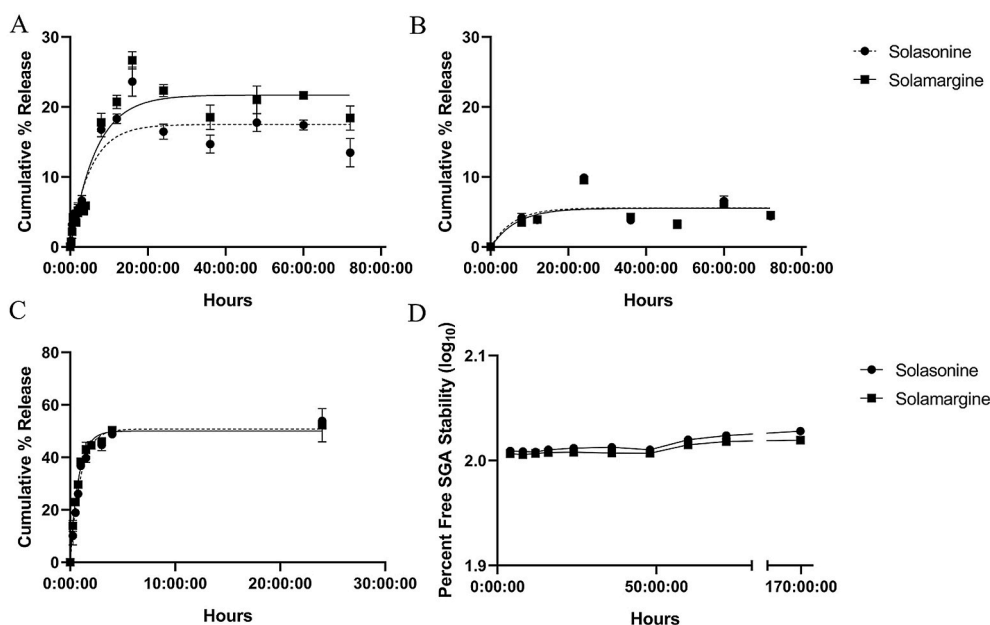 A
Cumulative % Release
30
20
10
0
0:00:00 20:00:00 40:00:00 60:00:00 80:00:00
Hours
B
Cumulative % Release
30
20
10
0
0:00:00 20:00:00 40:00:00 60:00:00 80:00:00
Hours
Solasonine
Solamargine
C
Cumulative % Release
80
60
40
20
0
0:00:00 10:00:00 20:00:00 30:00:00
Hours
D
Percent Free SGA Stability (log₁₀)
2.1
2.0
1.9
0:00:00 50:00:00 170:00:00
Hours
Solasonine
Solamargine